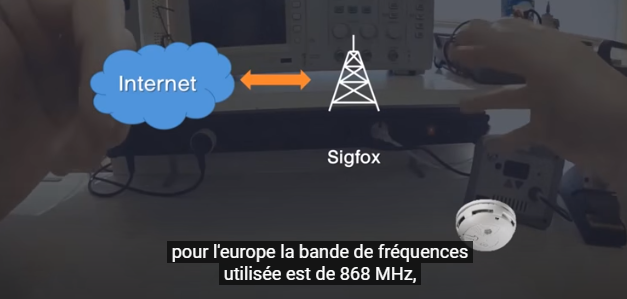 Internet
Sigfox
pour l'europe la bande de fréquences
utilisée est de 868 MHz,